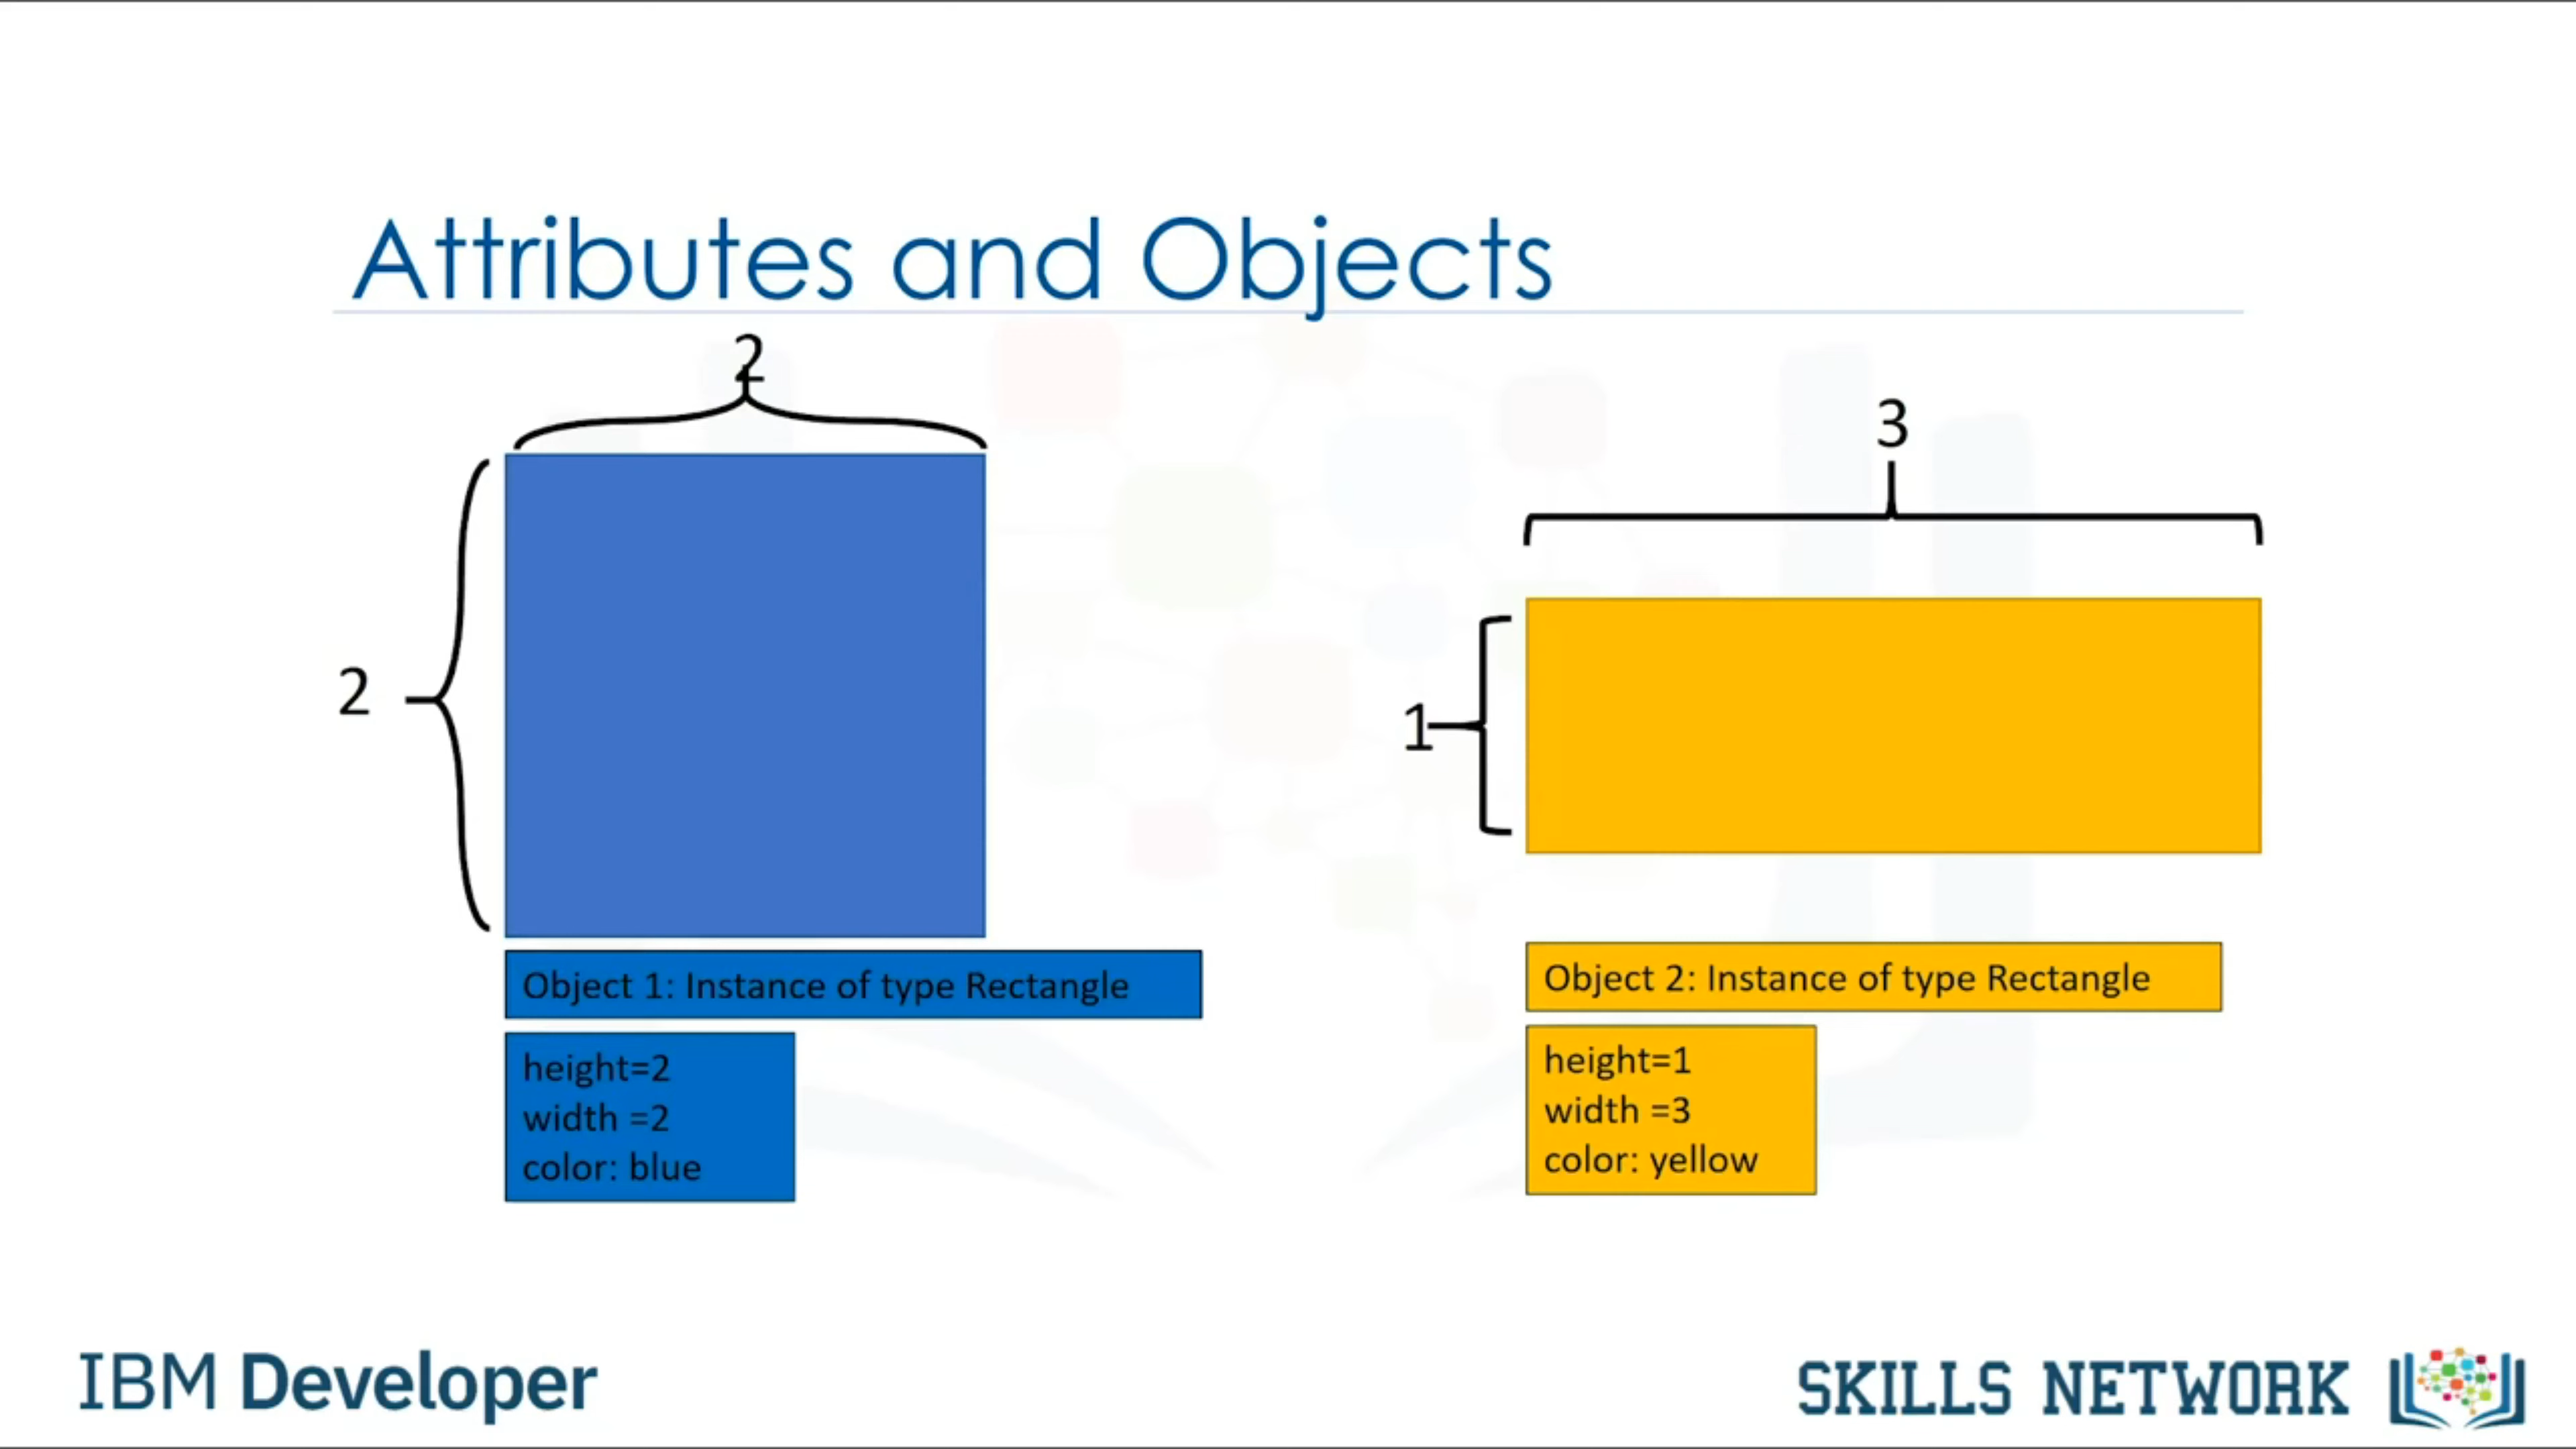 Attributes and Objects
2
2
Object 1: Instance of type Rectangle
height=2
width =2
color: blue
3
1
Object 2: Instance of type Rectangle
height=1
width =3
color: yellow
IBM Developer
SKILLS NETWORK